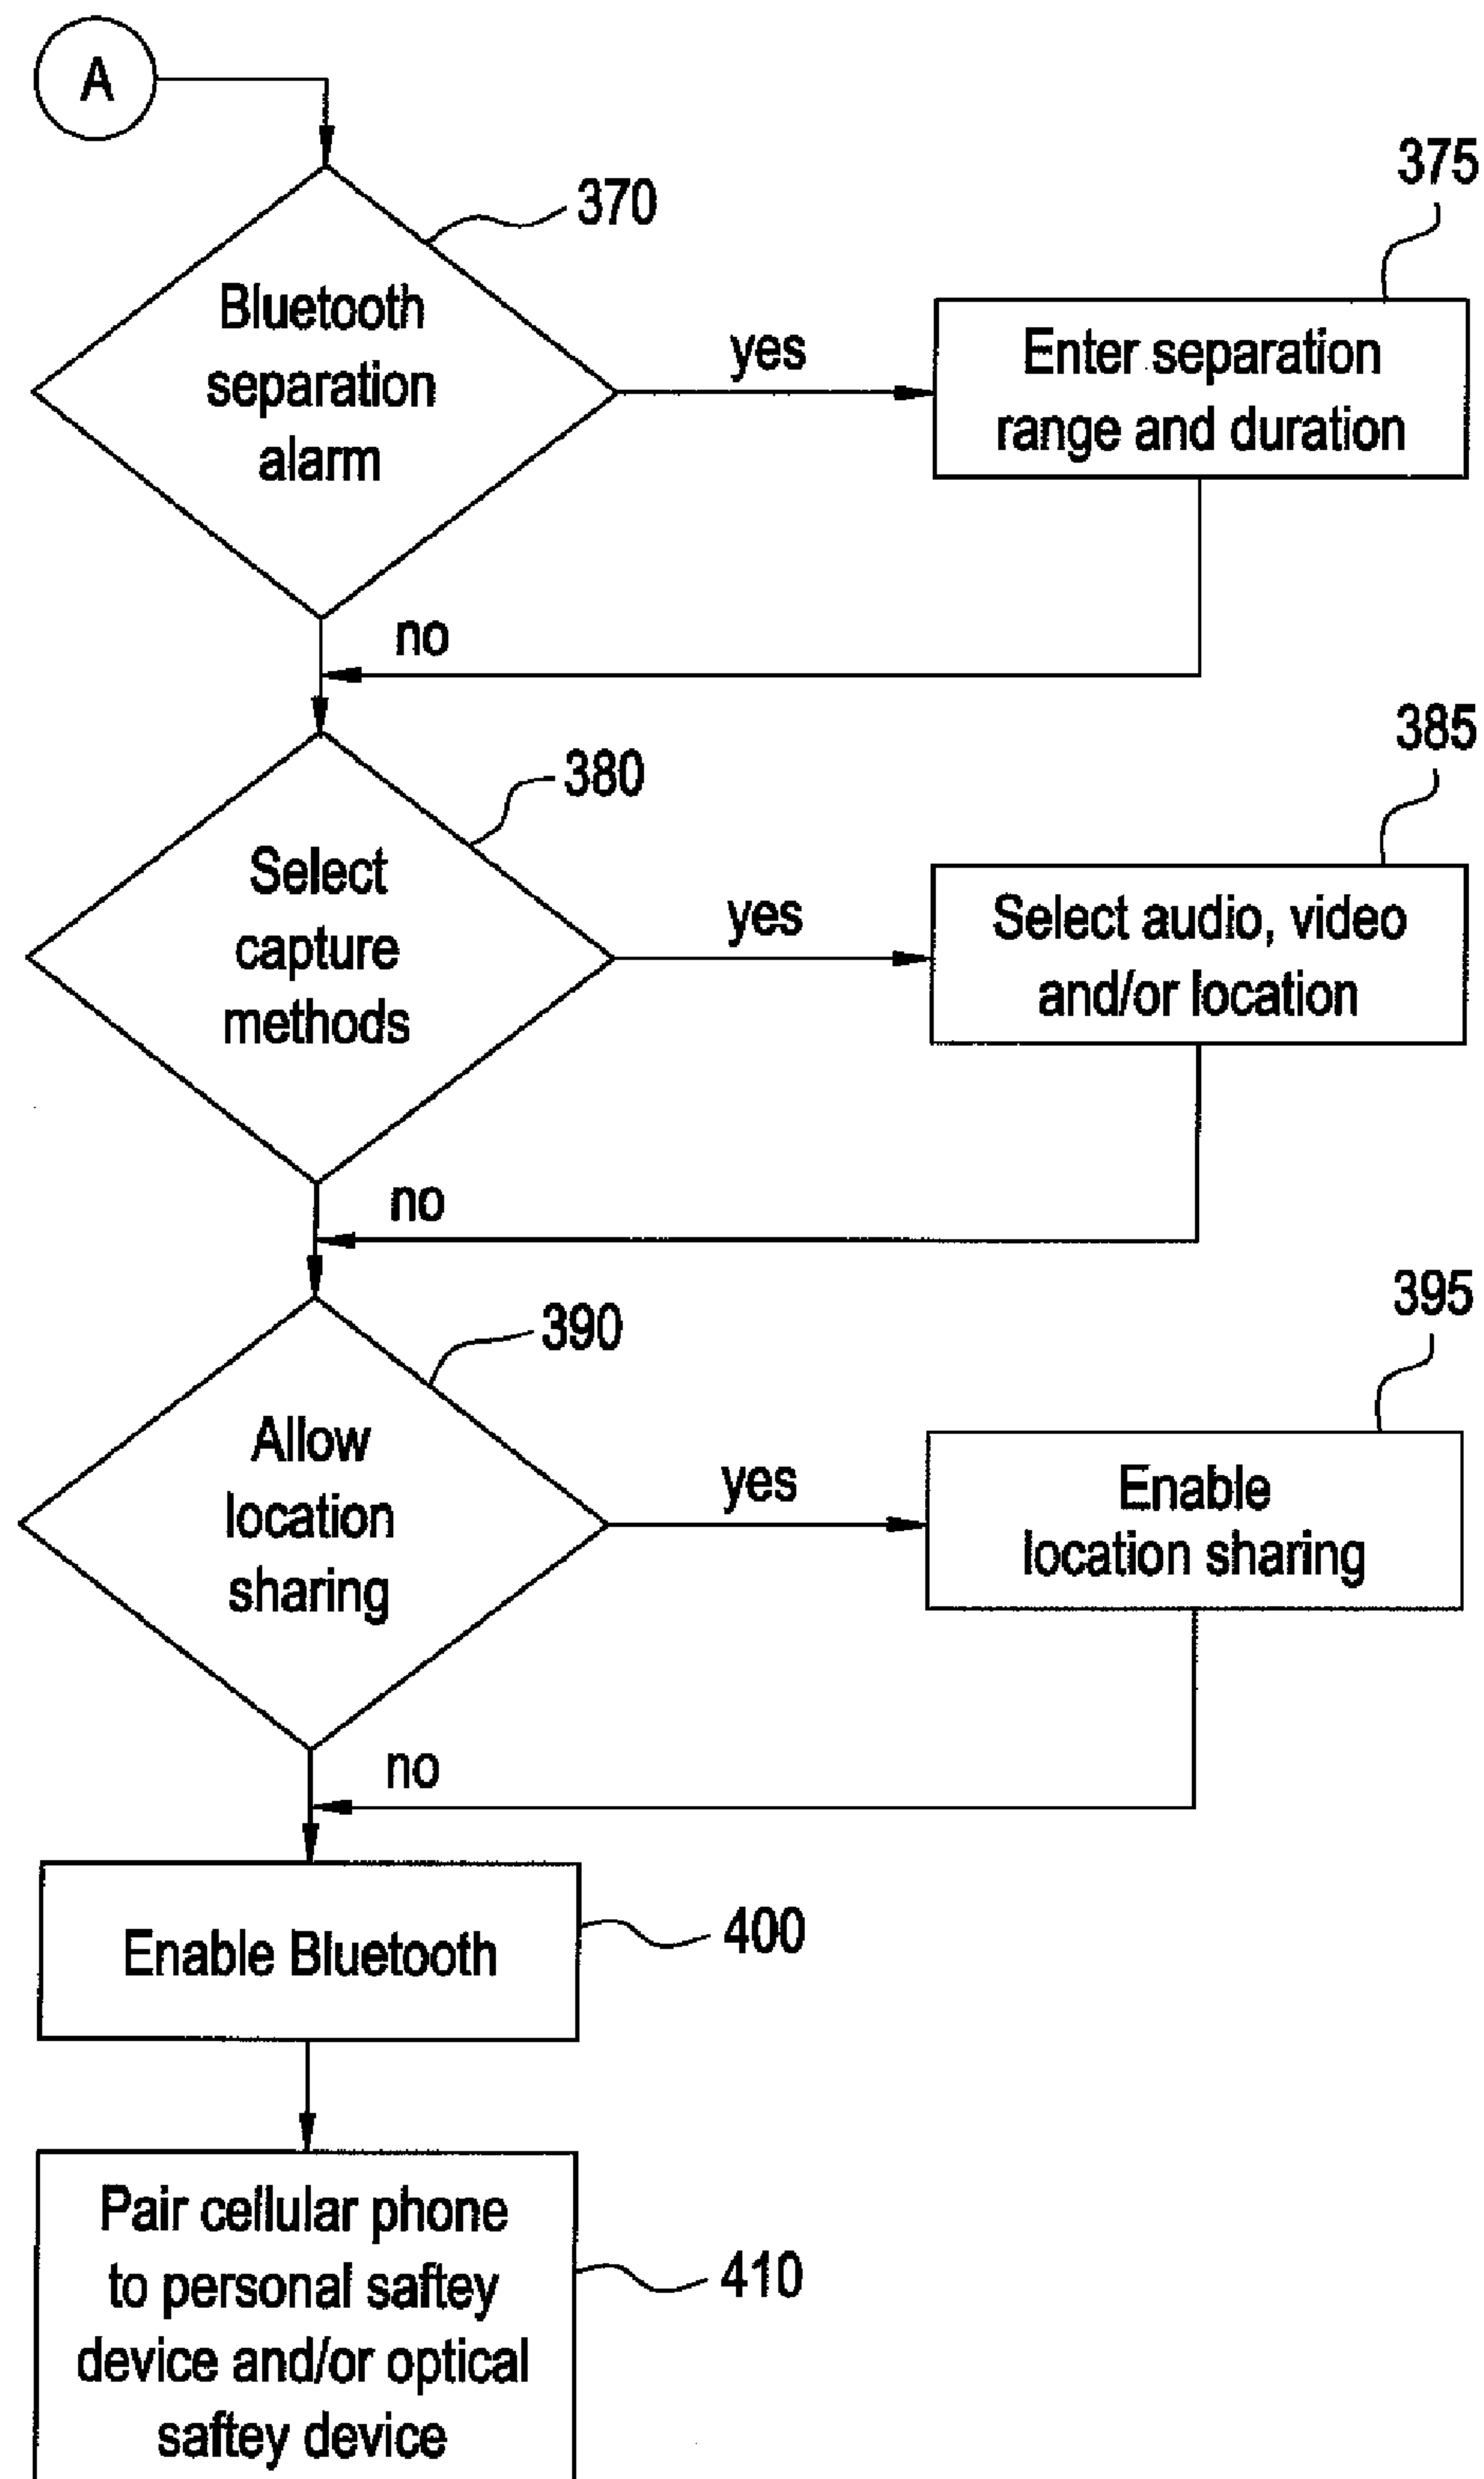 A
370
Bluetooth
separation
alarm
yes
375
Enter separation
range and duration
no
380
Select
capture
methods
yes
385
Select audio, video
and/or location
no
390
Allow
location
sharing
yes
395
Enable
location sharing
no
Enable Bluetooth
400
Pair cellular phone
to personal saftey
device and/or optical
saftey device
410